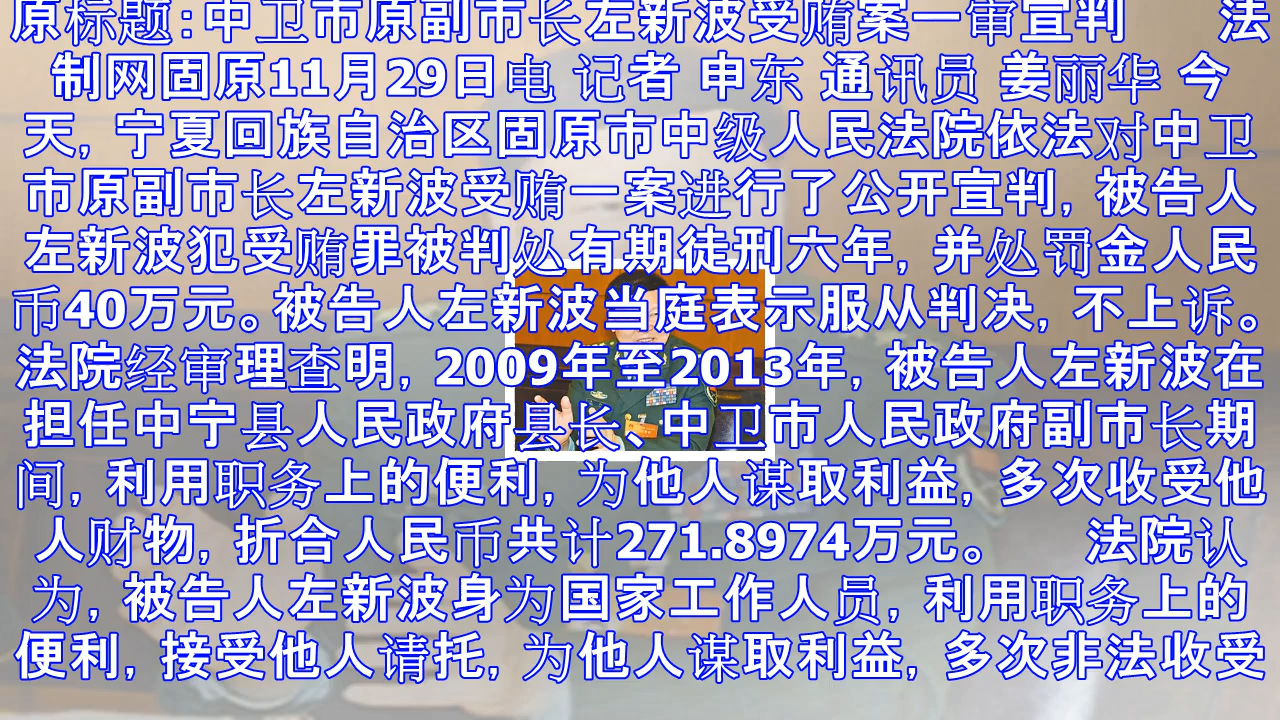 原标题:中卫市原副市长左新波受贿案一审宣判 法
制网固原11月29日电 记者 申东 通讯员 姜丽华 今
天, 宁夏回族自治区固原市中级人民法院依法对中卫
市原副市长左新波受贿一案进行了公开宣判, 被告人
左新波犯受贿罪被判处有期徒刑六年, 并处罚金人民
币40万元。被告人左新波当庭表示服从判决, 不上诉。
法院经审理查明, 2009年至2013年, 被告人左新波在
担任中宁县人民政府县长、中卫市人民政府副市长期
间, 利用职务上的便利, 为他人谋取利益, 多次收受他
人财物, 折合人民币共计271.8974万元。 法院认
为, 被告人左新波身为国家工作人员, 利用职务上的
便利, 接受他人请托, 为他人谋取利益, 多次非法收受